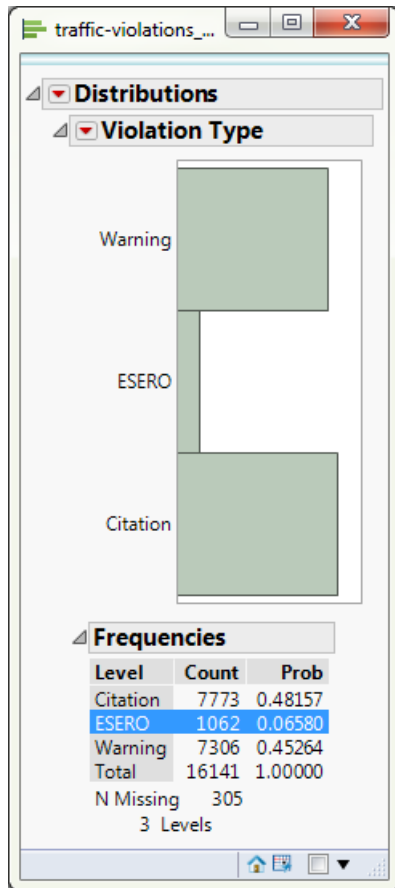 traffic-violations_...
Distributions
Violation Type
Warning
ESERO
Citation
Frequencies
Level Count Prob
Citation 7773 0.48157
ESERO 1062 0.06580
Warning 7306 0.45264
Total 16141 1.00000
N Missing 305
3 Levels